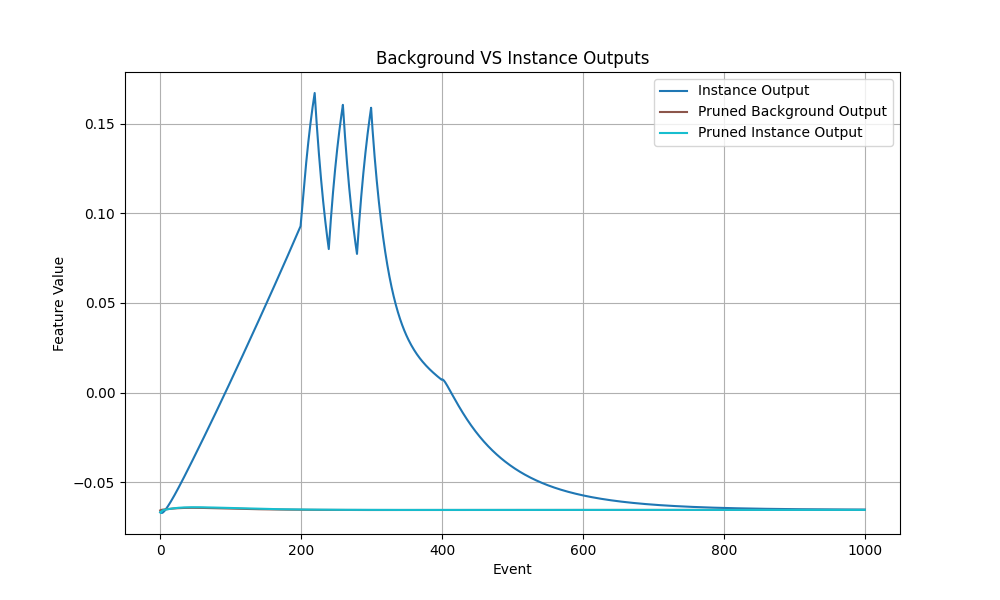 Background VS Instance Outputs
Instance Output
Pruned Background Output
Pruned Instance Output
0.15
0.10
0.05
0.00
−0.05
Feature Value
0 200 400 600 800 1000
Event